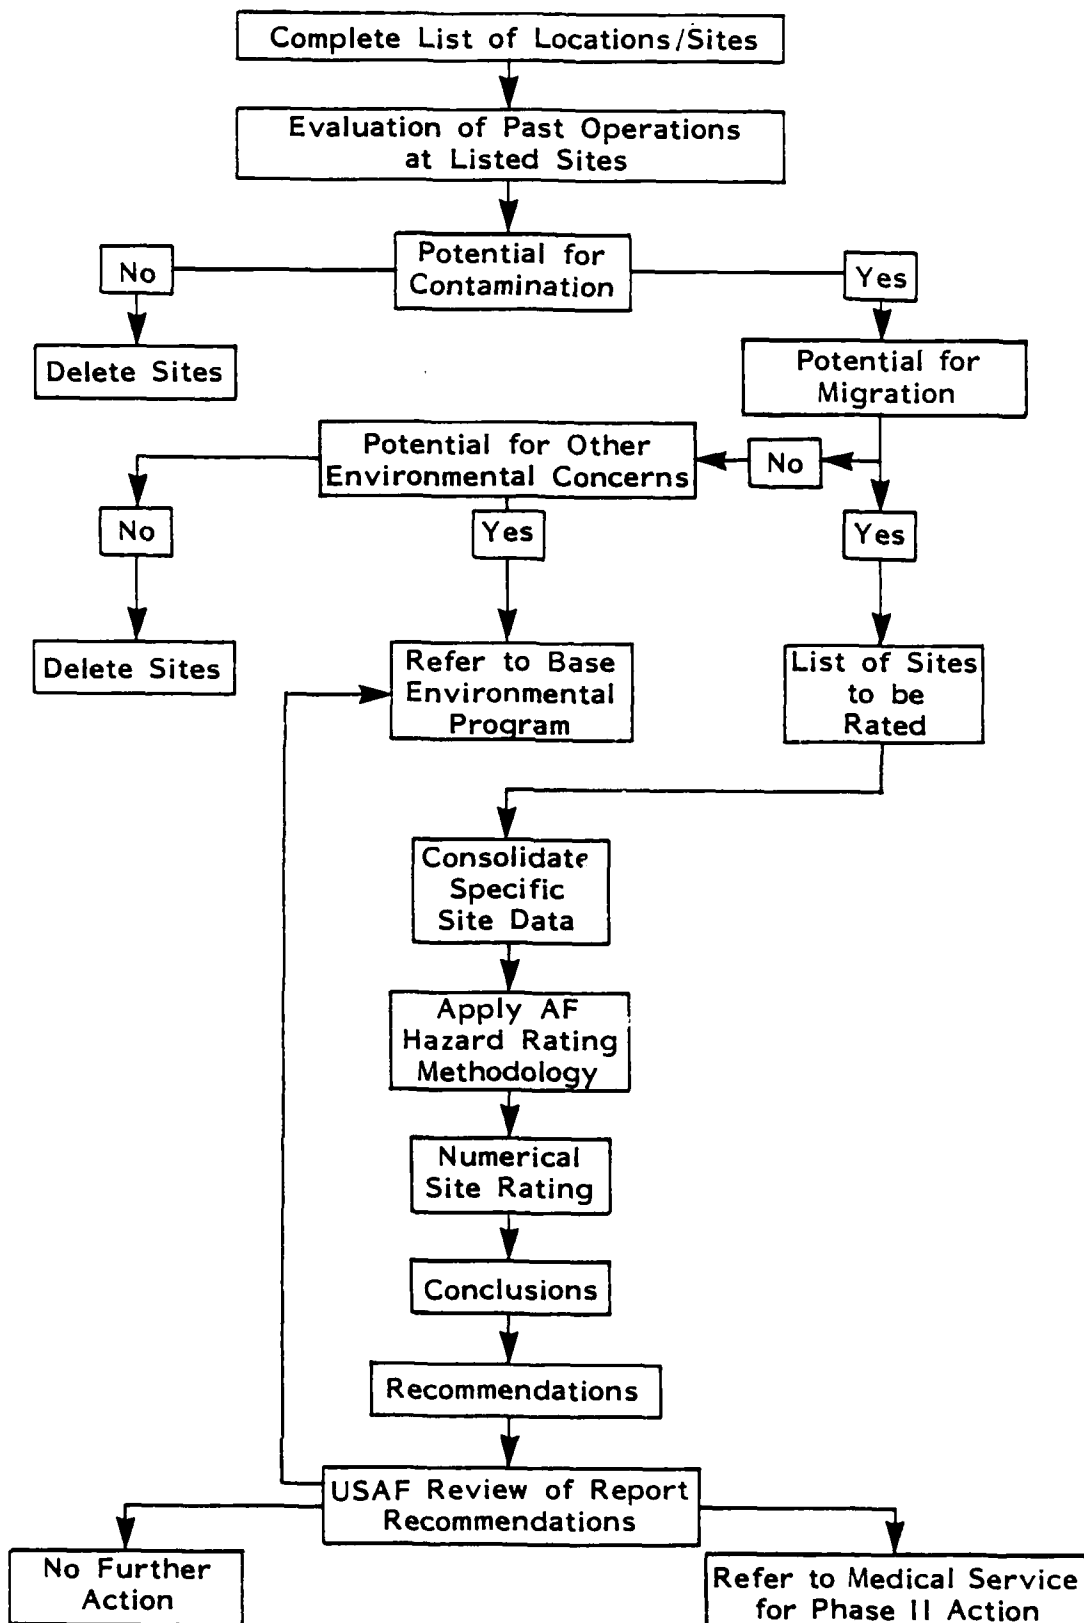 Complete List of Locations/Sites
Evaluation of Past Operations
at Listed Sites
Potential for
Contamination
No
Yes
Delete Sites
Potential for
Migration
Potential for Other
Environmental Concerns
No
No
Yes
Yes
Delete Sites
Refer to Base
Environmental
Program
List of Sites
to be
Rated
Consolidate
Specific
Site Data
Apply AF
Hazard Rating
Methodology
Numerical
Site Rating
Conclusions
Recommendations
USAF Review of Report
Recommendations
No Further
Action
Refer to Medical Service
for Phase II Action